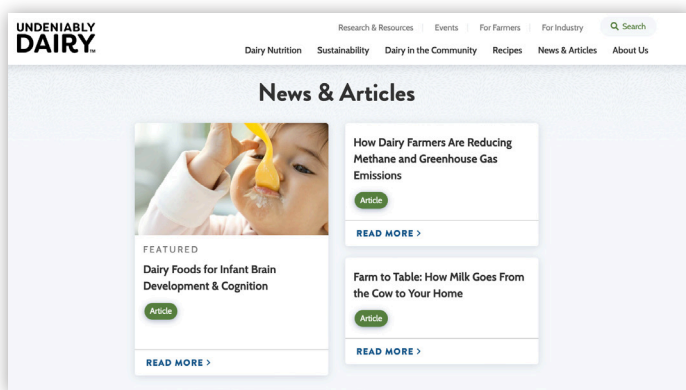 UNDENIABLY
DAIRY™
Research & Resources
Events
For Farmers
For Industry
Search
Dairy Nutrition
Sustainability
Dairy in the Community
Recipes
News & Articles
About Us
News & Articles
FEATURED
Dairy Foods for Infant Brain
Development & Cognition
Article
READ MORE >
How Dairy Farmers Are Reducing
Methane and Greenhouse Gas
Emissions
Article
READ MORE >
Farm to Table: How Milk Goes From
the Cow to Your Home
Article
READ MORE >